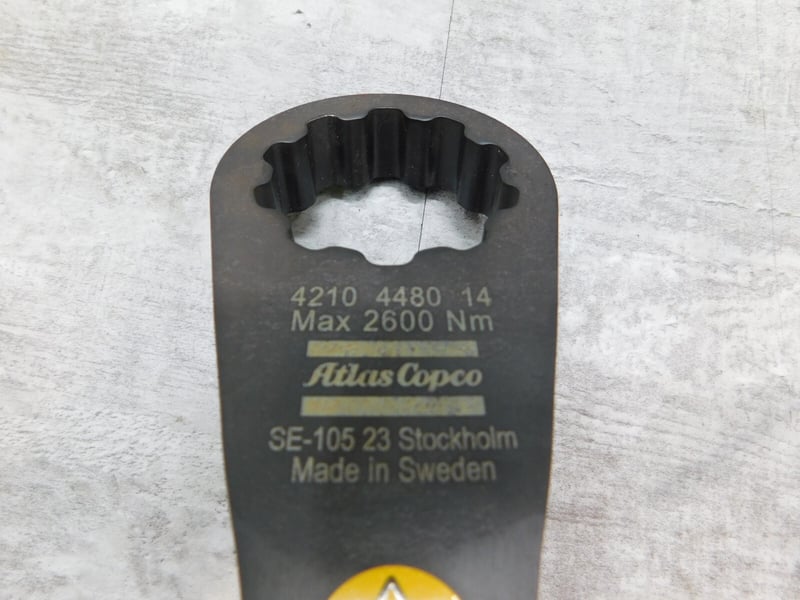 4210 4480 14
Max 2600 Nm
Atlas Copco
SE-105 23 Stockholm
Made in Sweden